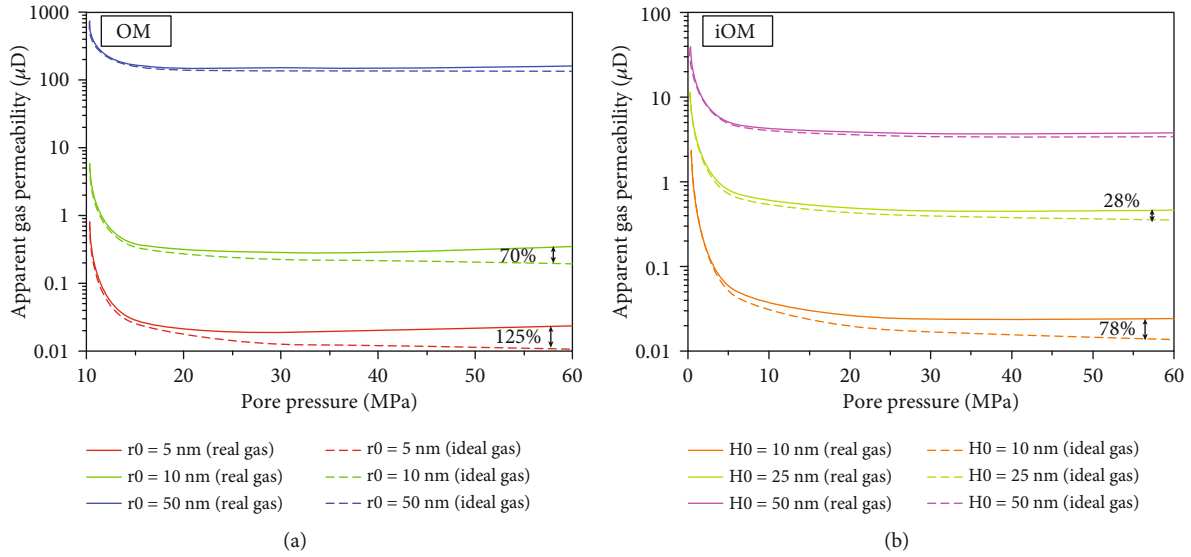 OM
1,000
100
10
1
0.1
0.01
Apparent gas permeability (μD)
70%
125%
10 20 30 40 50 60
Pore pressure (MPa)
r0 = 5 nm (real gas) r0 = 5 nm (ideal gas)
r0 = 10 nm (real gas) r0 = 10 nm (ideal gas)
r0 = 50 nm (real gas) r0 = 50 nm (ideal gas)
(a)
iOM
100
10
1
0.1
0.01
Apparent gas permeability (μD)
28%
78%
0 10 20 30 40 50 60
Pore pressure (MPa)
H0 = 10 nm (real gas) H0 = 10 nm (ideal gas)
H0 = 25 nm (real gas) H0 = 25 nm (ideal gas)
H0 = 50 nm (real gas) H0 = 50 nm (ideal gas)
(b)